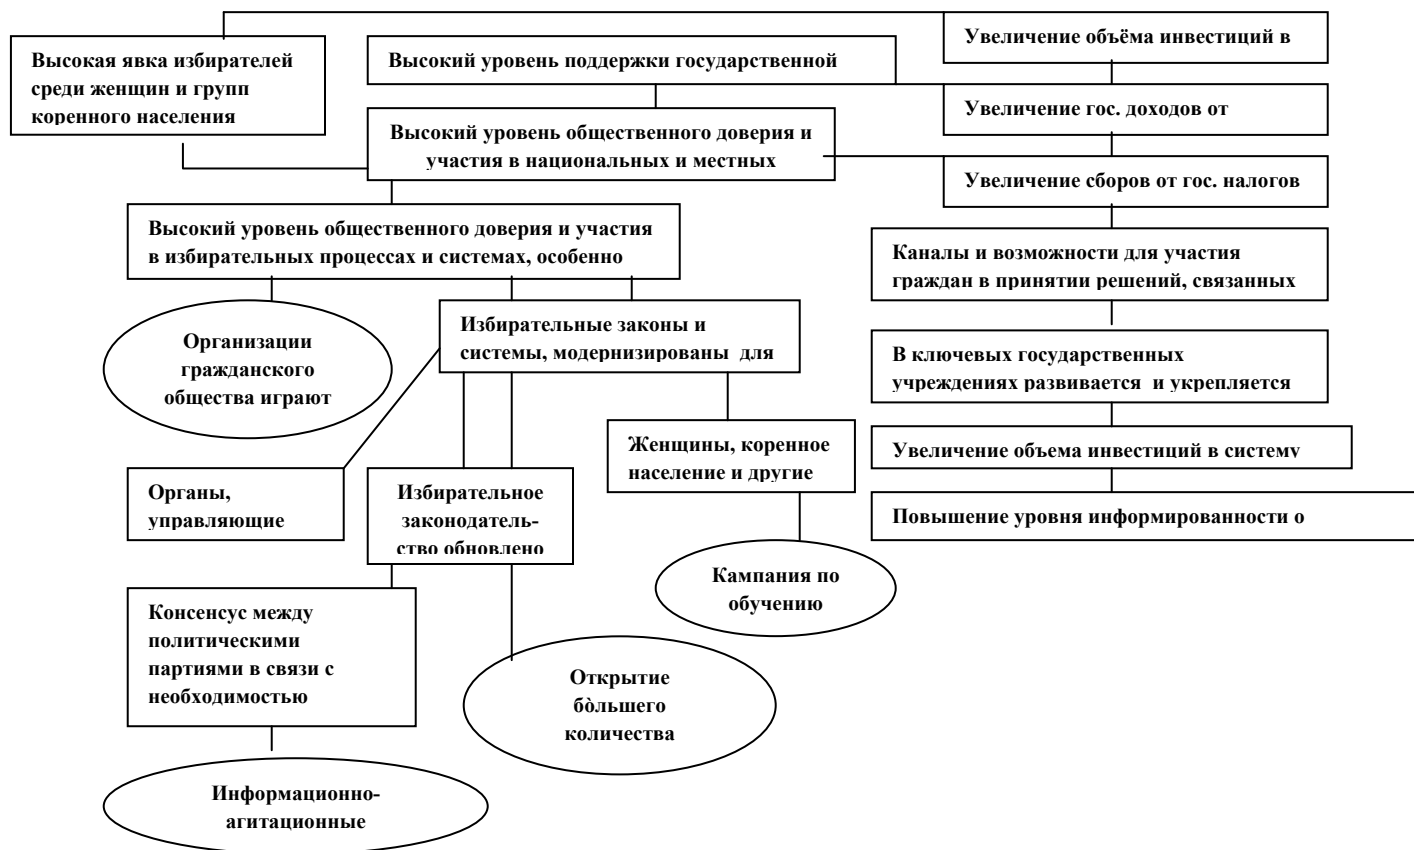 Увеличение объёма инвестиций в
Высокая явка избирателей
среди женщин и групп
коренного населения
Высокий уровень поддержки государственной
Увеличение гос. доходов от
Высокий уровень общественного доверия и
участия в национальных и местных
Увеличение сборов от гос. налогов
Высокий уровень общественного доверия и участия
в избирательных процессах и системах, особенно
Каналы и возможности для участия
граждан в принятии решений, связанных
Организации
гражданского
общества играют
Избирательные законы и
системы, модернизированы для
В ключевых государственных
учреждениях развивается и укрепляется
Женщины, коренное
население и другие
Увеличение объема инвестиций в систему
Органы,
управляющие
Избирательное
законодатель-
ство обновлено
Повышение уровня информированности о
Кампания по
обучению
Консенсус между
политическими
партиями в связи с
необходимостью
Открытие
бòльшего
количества
Информационно-
агитационные